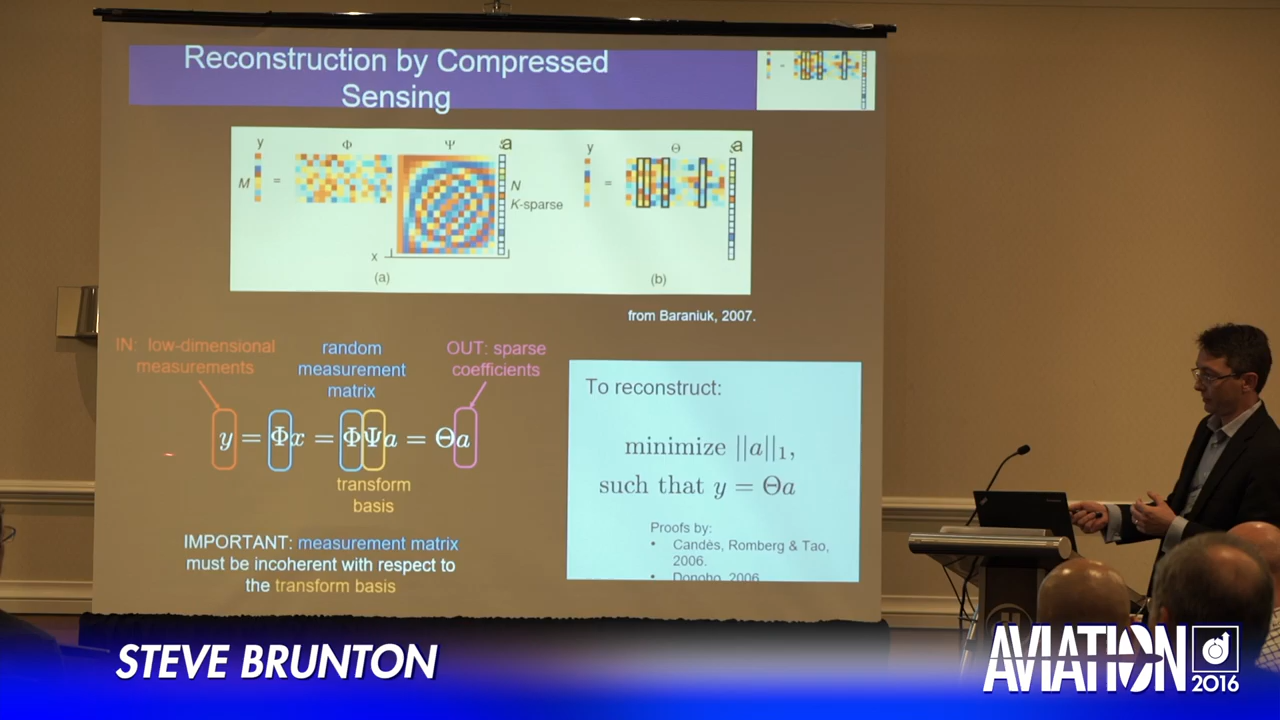 Reconstruction by Compressed
Sensing
y Φ Ψ a
M =
N
K-sparse
x
(a)
y Θ a
=
(b)
from Baraniuk, 2007.
IN: low-dimensional
measurements
random
measurement
matrix
OUT: sparse
coefficients
y = Φx = ΦΨa = Θa
transform
basis
IMPORTANT: measurement matrix
must be incoherent with respect to
the transform basis
To reconstruct:
minimize ||a||₁,
such that y = Θa
Proofs by:
• Candès, Romberg & Tao,
2006.
• Donoho, 2006
STEVE BRUNTON
AVIATION
2016